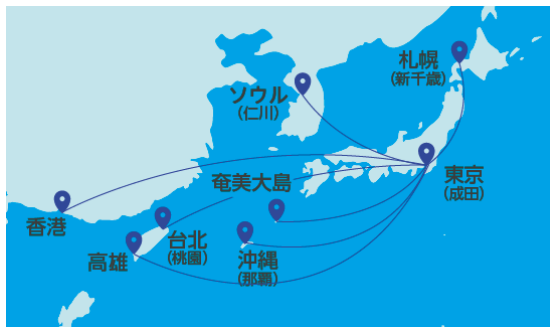 札幌
(新千歳)
ソウル
(仁川)
奄美大島
東京
(成田)
香港
台北
(桃園)
高雄
沖縄
(那覇)